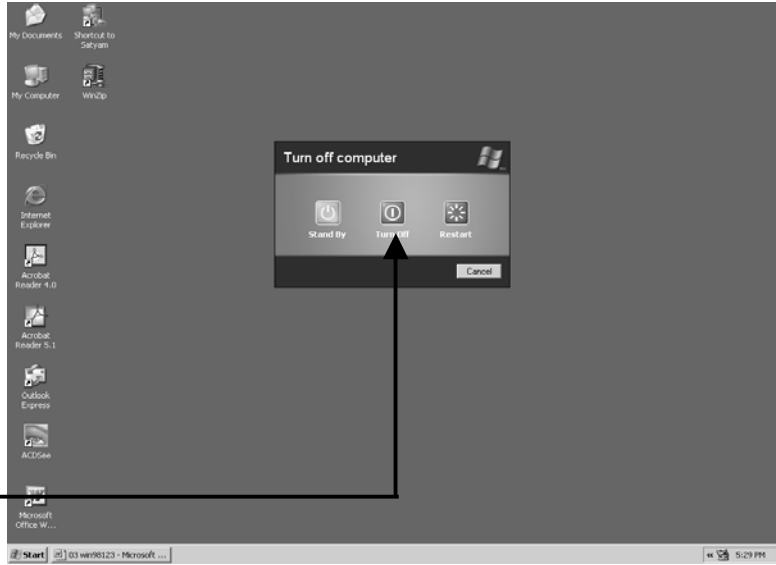 My Documents
Shortcut to
Satyam
My Computer
WinZip
Recycle Bin
Internet
Explorer
Acrobat
Reader 4.0
Acrobat
Reader 5.1
Outlook
Express
ACDSee
Microsoft
Office W...
Turn off computer
Stand By
Turn Off
Restart
Cancel
Start
03 win98123 - Microsoft ...
« 5:29 PM